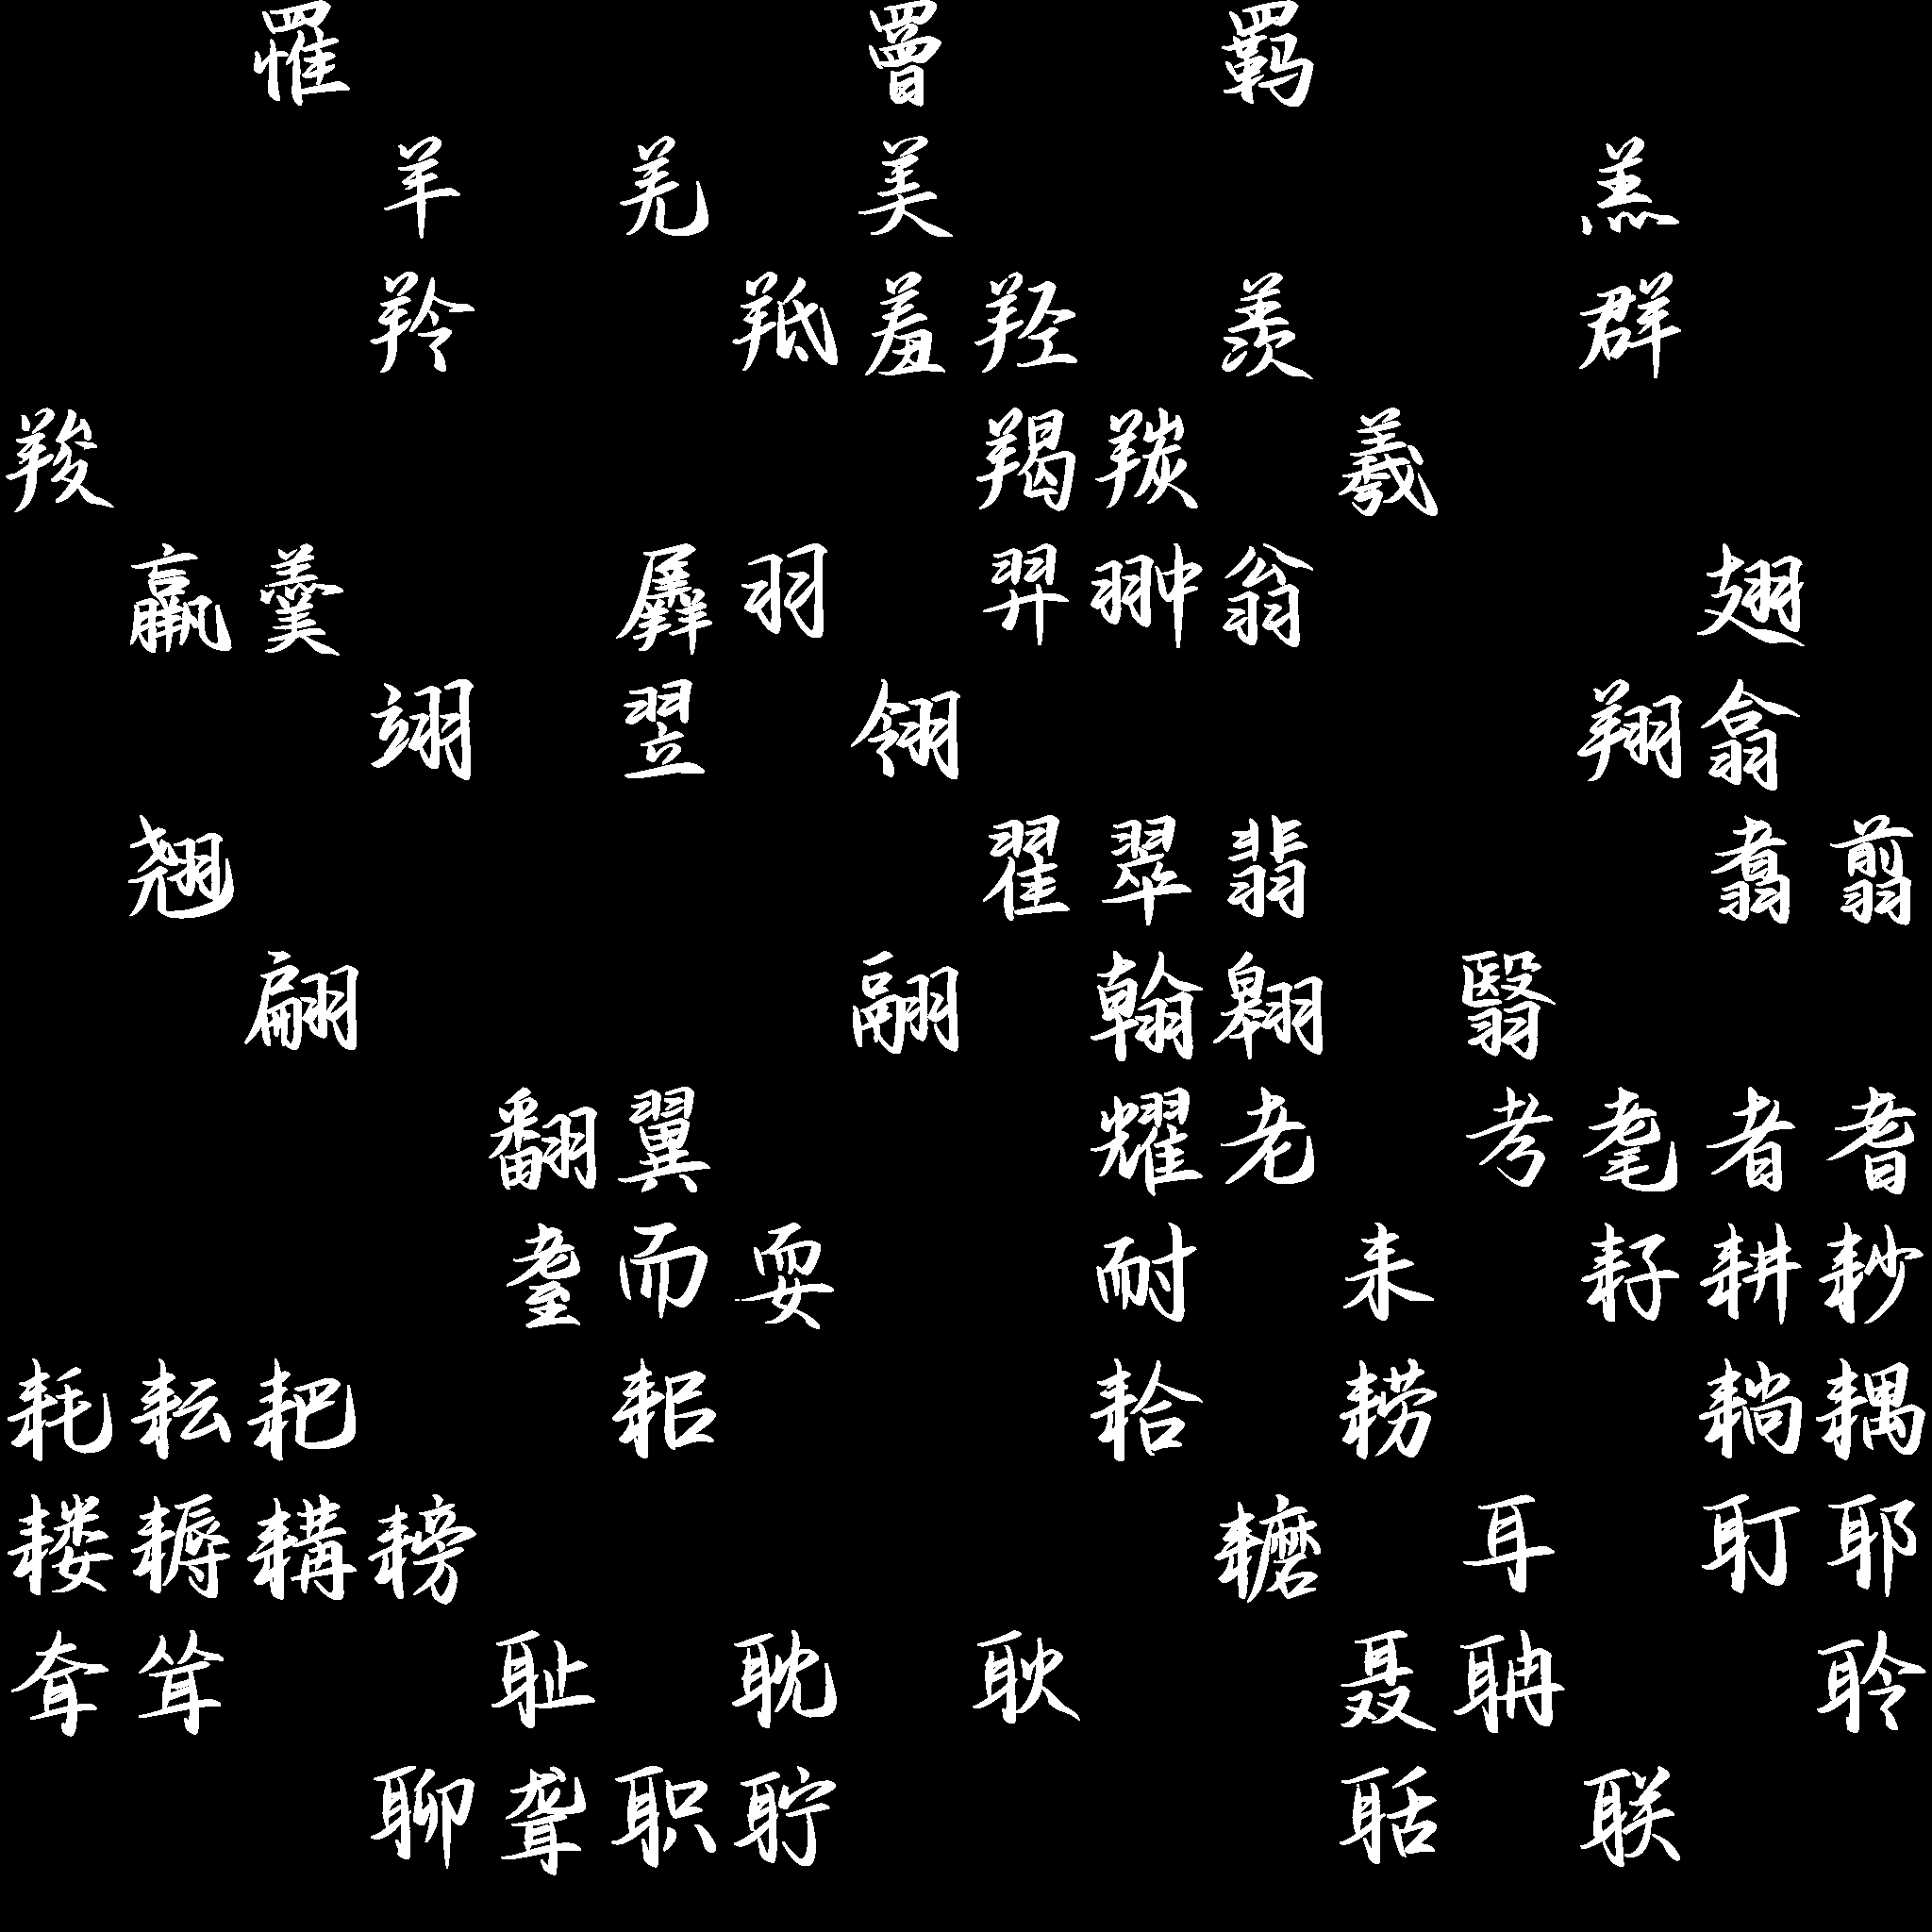 罹 罾 羁
羊 羌 美 羔
羚 羝 羞 羟 羡 群
羧 羯 羰 羲
羸 羹 羼 羽 羿 翀 翁 翅
翊 翌 翎 翔 翕
翘 翟 翠 翡 翥 翦
翩 翮 翰 翱 翳
翻 翼 耀 老 考 耄 者 耆
耋 而 耍 耐 耒 耔 耕 耖
耗 耘 耙 耜 耠 耢 耥 耦
耧 耨 耩 耪 耱 耳 耵 耶
耷 耸 耻 耽 耿 聂 聃 聆
聊 聋 职 聍 聒 联